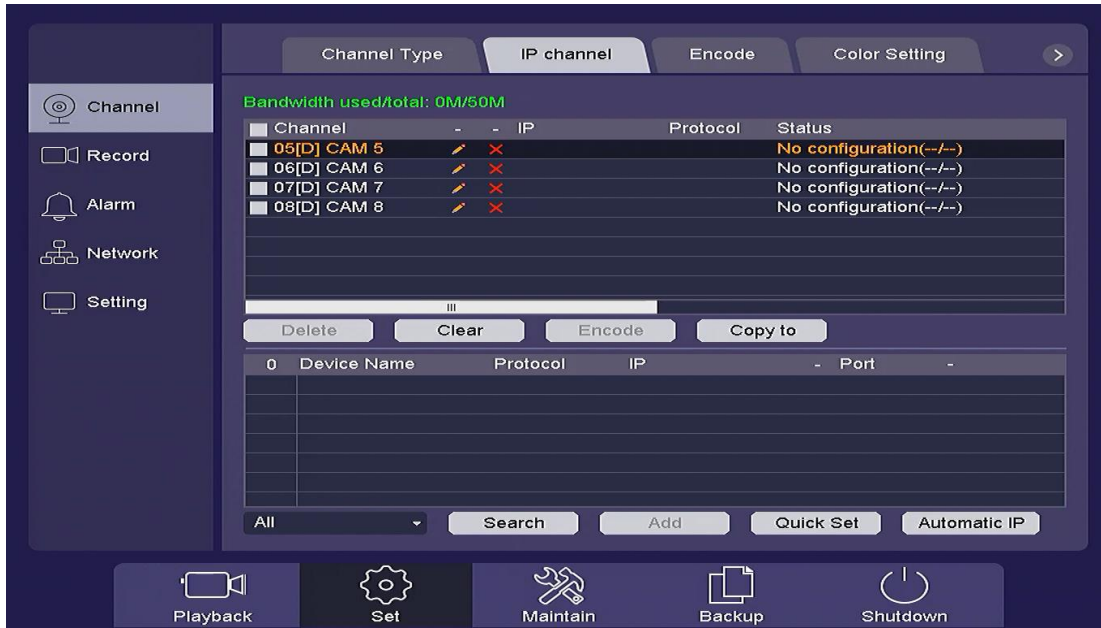 Channel Type IP channel Encode Color Setting >
Bandwidth used/total: 0M/50M
Channel
Record
Alarm
Network
Setting
Channel - - IP Protocol Status
05[D] CAM 5 No configuration(--/--)
06[D] CAM 6 No configuration(--/--)
07[D] CAM 7 No configuration(--/--)
08[D] CAM 8 No configuration(--/--)
Delete Clear Encode Copy to
0 Device Name Protocol IP - Port -
All Search Add Quick Set Automatic IP
Playback Set Maintain Backup Shutdown